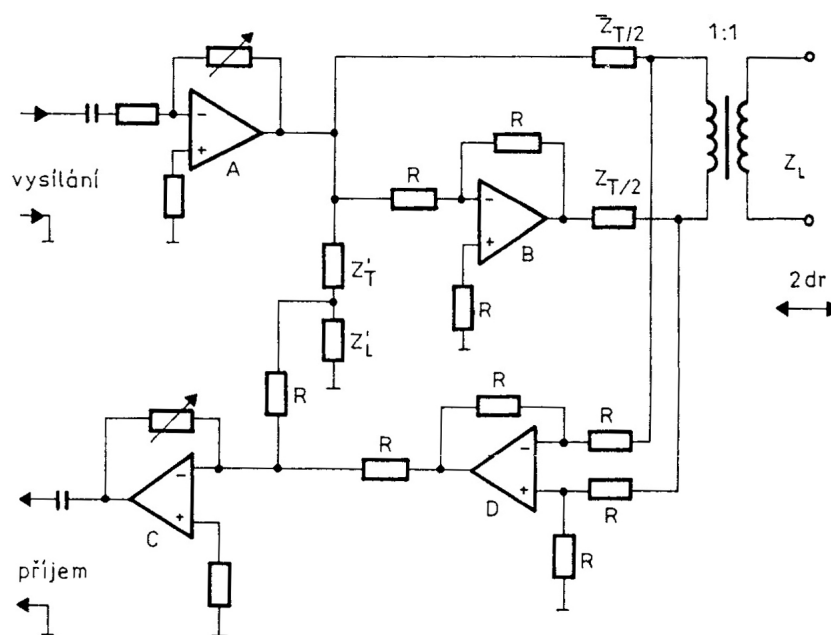 Z_T/2
1:1
R
R
A
Z_T/2
Z_L
vysílání
B
R
Z'_T
2dr
Z'_L
R
R
R
R
D
R
C
R
příjem